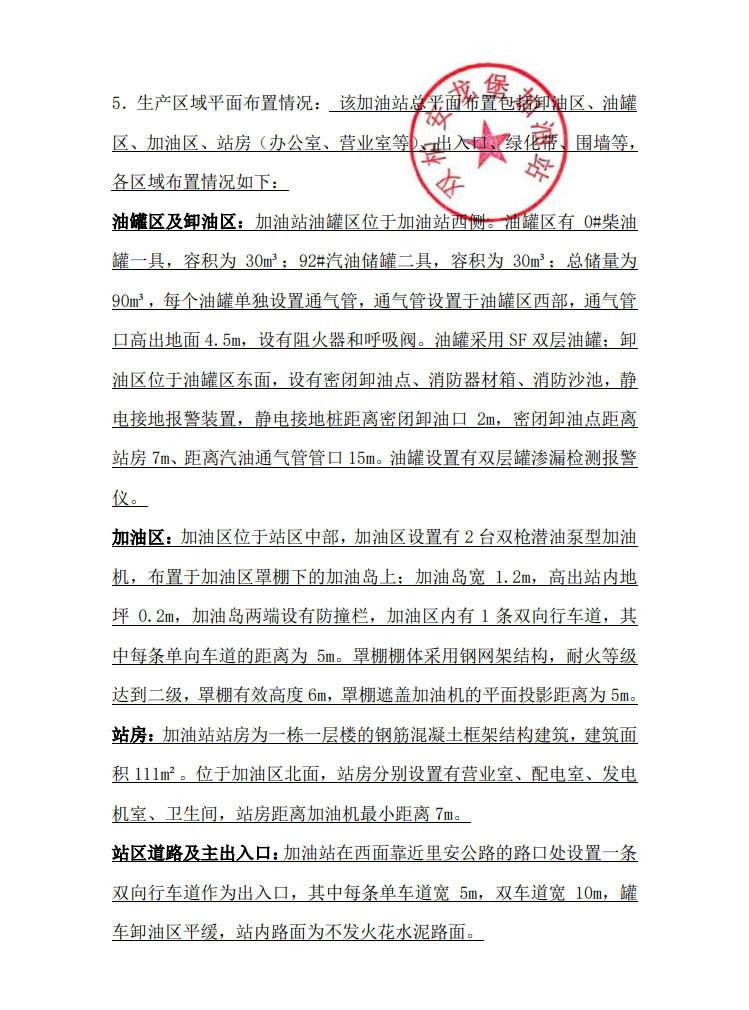 5．生产区域平面布置情况：  该加油站总平面布置包括卸油区、油罐
区、加油区、站房（办公室、营业室等）、出入口、绿化带、围墙等，
各区域布置情况如下：
油罐区及卸油区：加油站油罐区位于加油站西侧。油罐区有 0#柴油
罐一具，容积为 30m³；92#汽油储罐二具，容积为 30m³；总储量为
90m³，每个油罐单独设置通气管，通气管设置于油罐区西部，通气管
口高出地面 4.5m，设有阻火器和呼吸阀。油罐采用 SF 双层油罐；卸
油区位于油罐区东面，设有密闭卸油点、消防器材箱、消防沙池，静
电接地报警装置，静电接地桩距离密闭卸油口 2m，密闭卸油点距离
站房 7m、距离汽油通气管管口 15m。油罐设置有双层罐渗漏检测报警
仪。
加油区：加油区位于站区中部，加油区设置有 2 台双枪潜油泵型加油
机，布置于加油区罩棚下的加油岛上；加油岛宽 1.2m，高出站内地
坪 0.2m，加油岛两端设有防撞栏，加油区内有 1 条双向行车道，其
中每条单向车道的距离为 5m。罩棚棚体采用钢网架结构，耐火等级
达到二级，罩棚有效高度 6m，罩棚遮盖加油机的平面投影距离为 5m。
站房：加油站站房为一栋一层楼的钢筋混凝土框架结构建筑，建筑面
积 111m²。位于加油区北面，站房分别设置有营业室、配电室、发电
机室、卫生间，站房距离加油机最小距离 7m。
站区道路及主出入口：加油站在西面靠近里安公路的路口处设置一条
双向行车道作为出入口，其中每条单车道宽 5m，双车道宽 10m，罐
车卸油区平缓，站内路面为不发火花水泥路面。
双柏安龙堡加油站